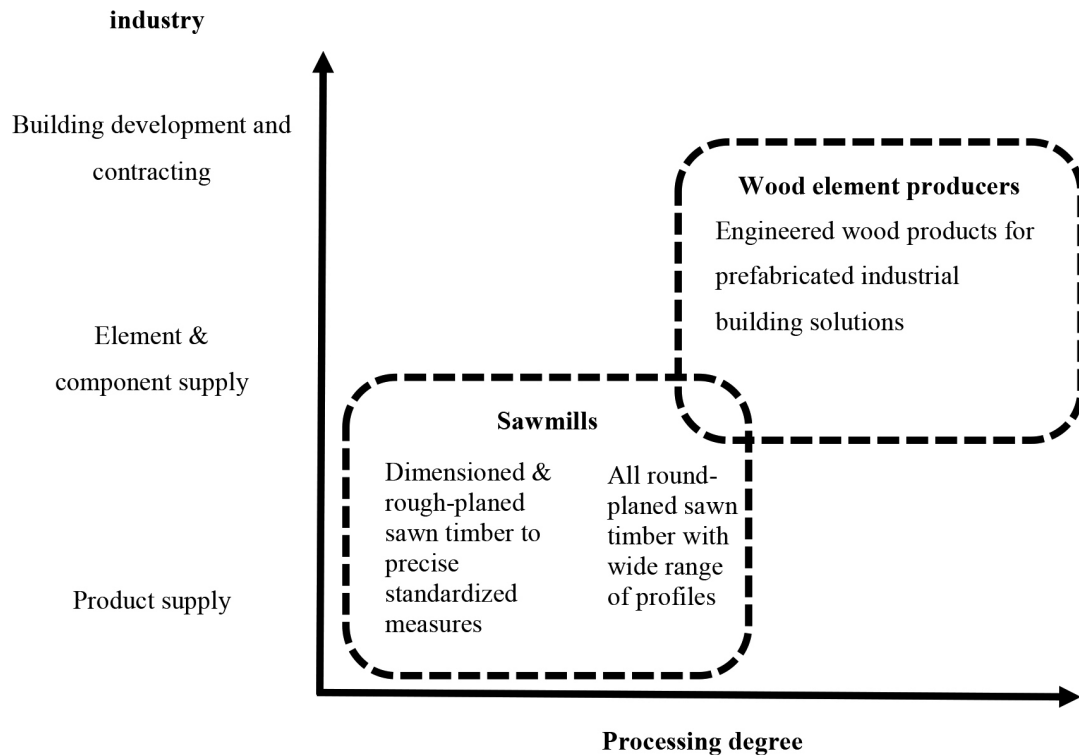 industry
Building development and
contracting
Wood element producers
Engineered wood products for
prefabricated industrial
building solutions
Element &
component supply
Sawmills
Dimensioned &
rough-planed
sawn timber to
precise
standardized
measures
All round-
planed sawn
timber with
wide range
of profiles
Product supply
Processing degree